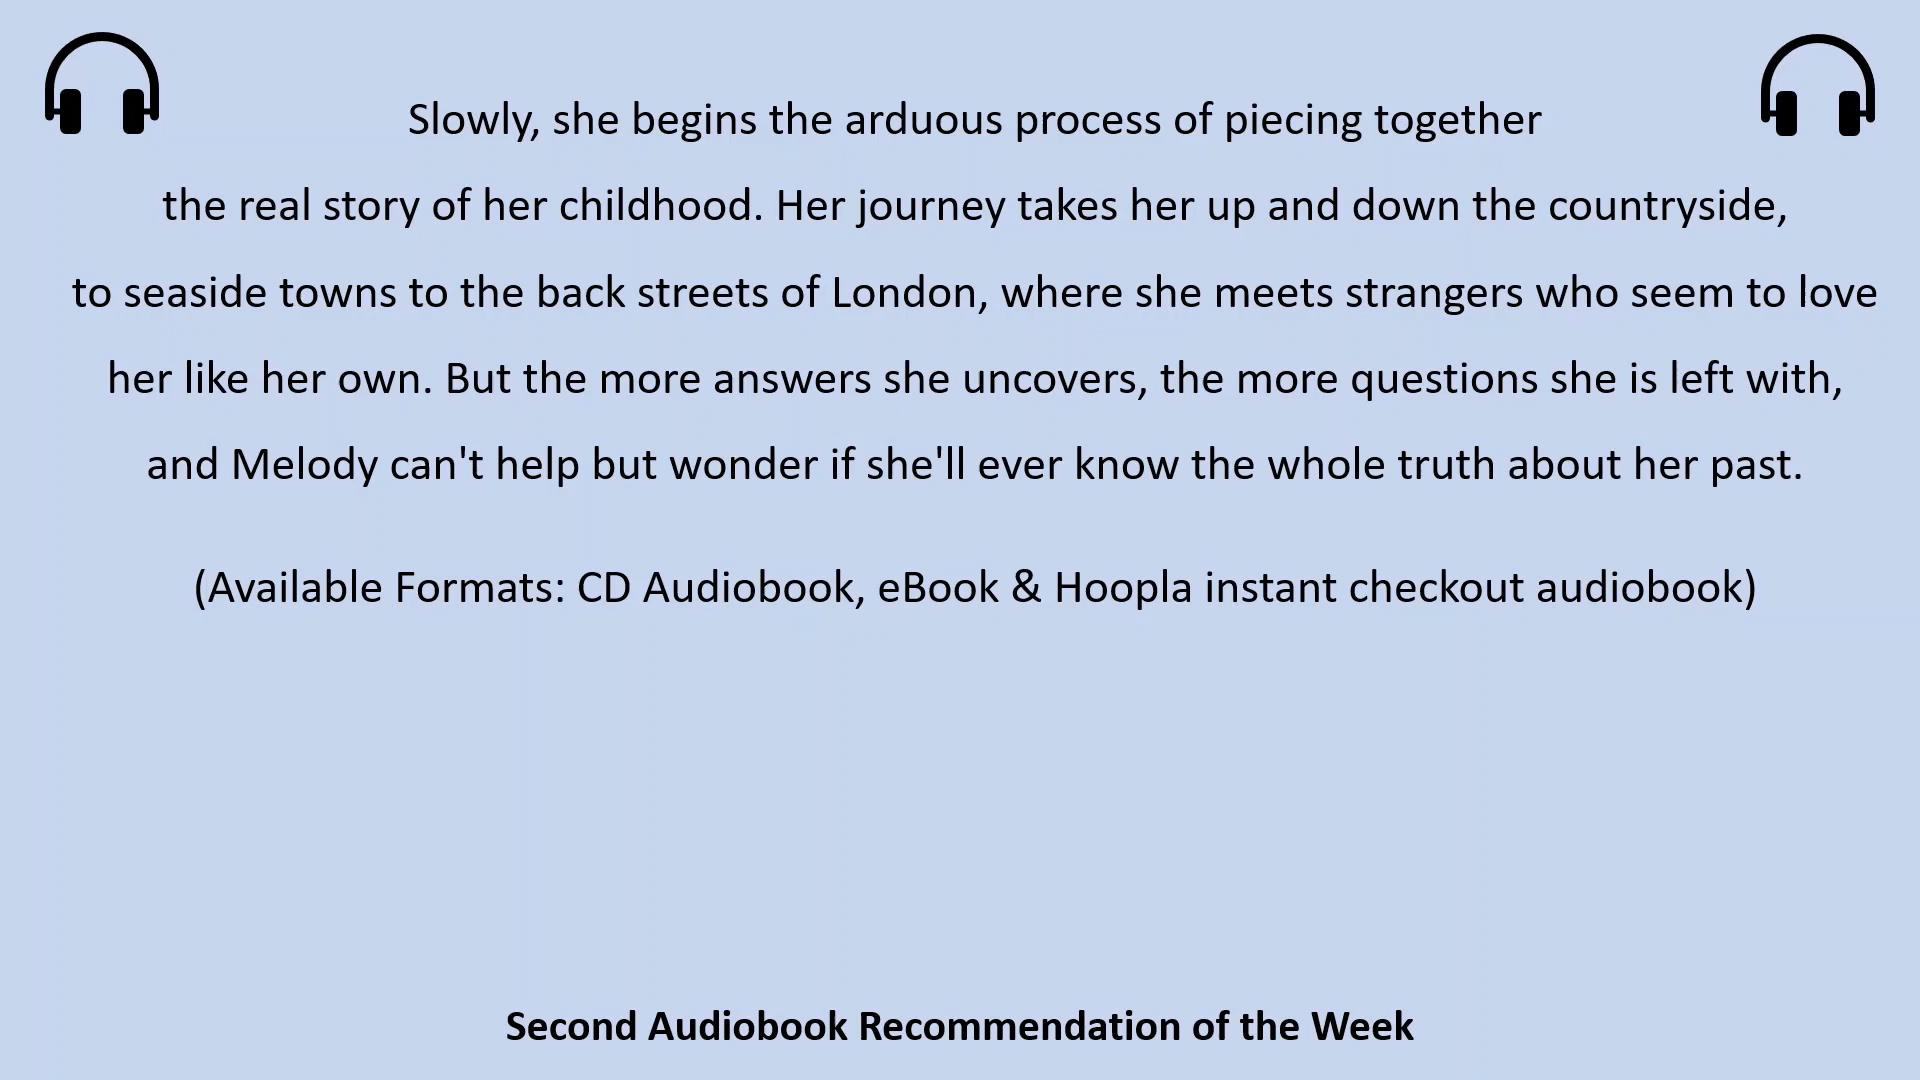 Slowly, she begins the arduous process of piecing together
the real story of her childhood. Her journey takes her up and down the countryside,
to seaside towns to the back streets of London, where she meets strangers who seem to love
her like her own. But the more answers she uncovers, the more questions she is left with,
and Melody can't help but wonder if she'll ever know the whole truth about her past.
(Available Formats: CD Audiobook, eBook & Hoopla instant checkout audiobook)
Second Audiobook Recommendation of the Week